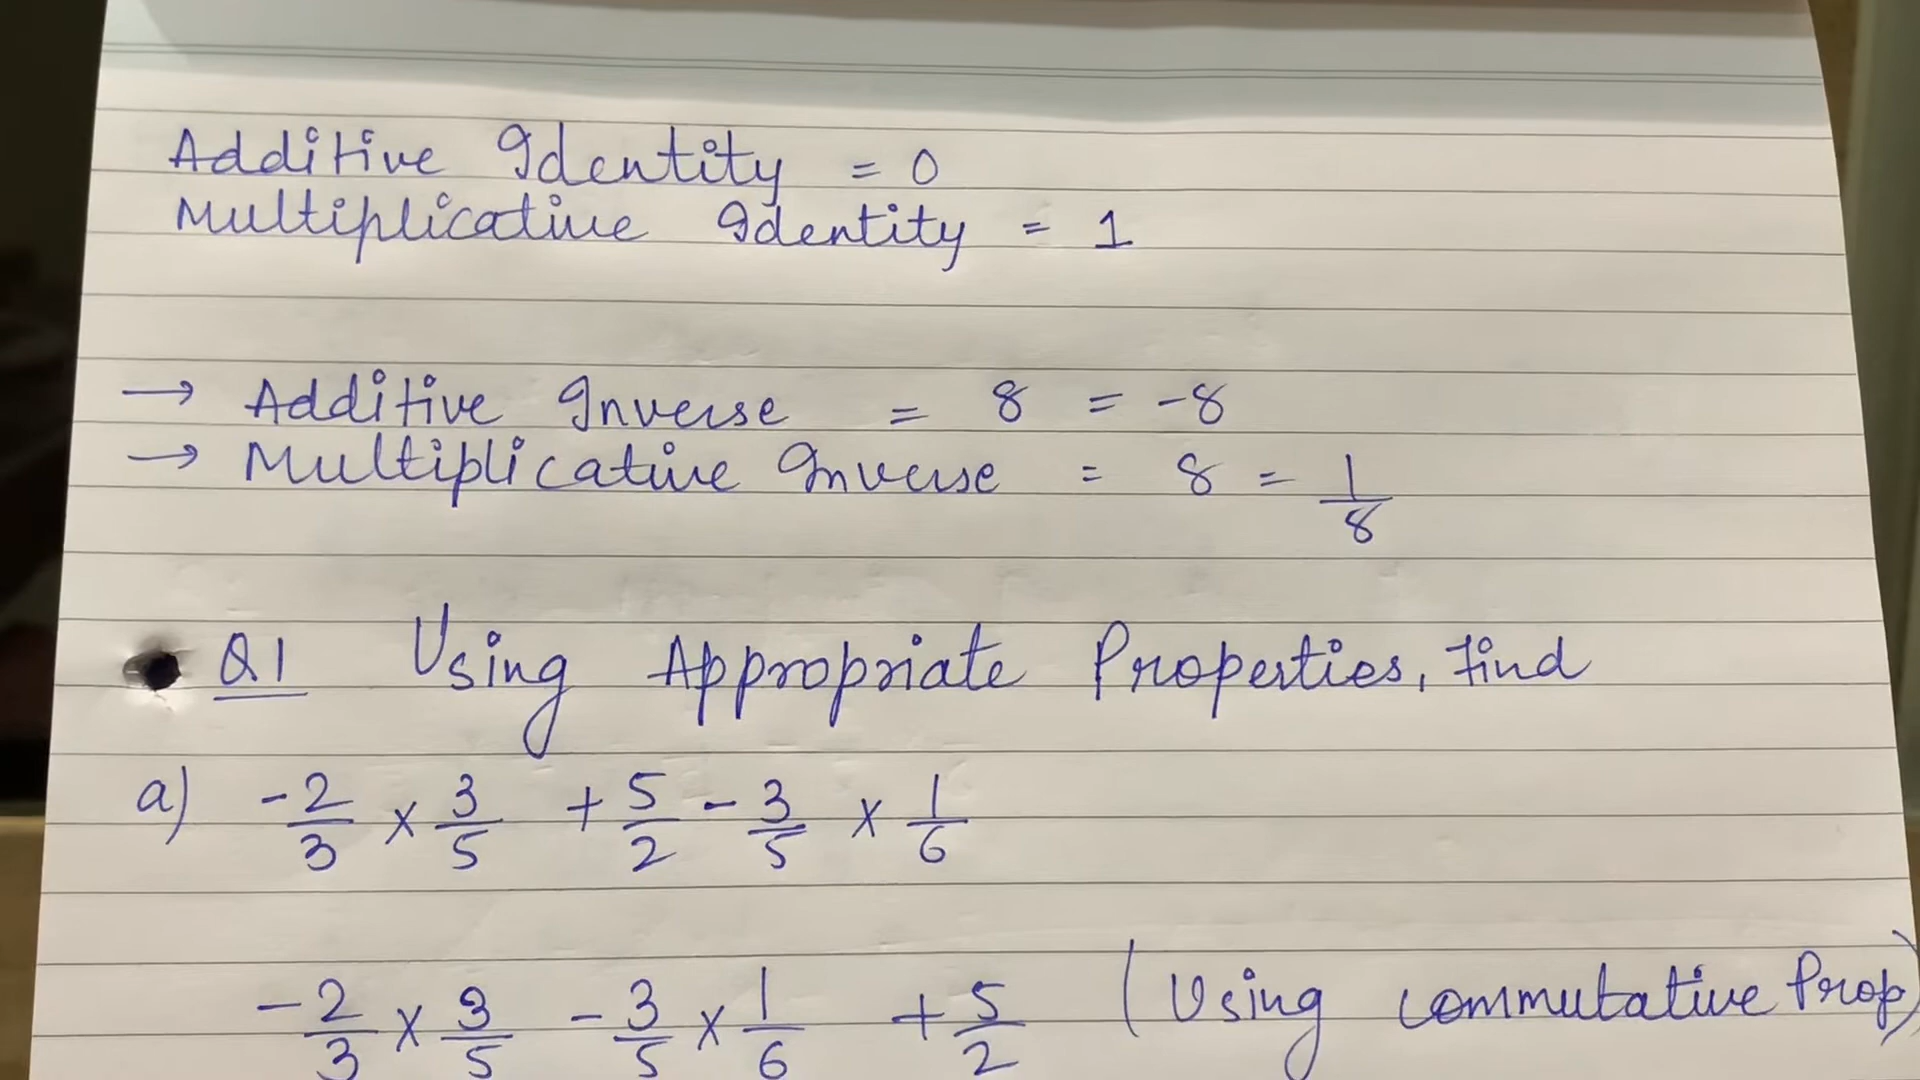 Additive Identity = 0
Multiplicative Identity = 1
→ Additive Inverse = 8 = -8
→ Multiplicative Inverse = 8 = 1/8
Q1 Using Appropriate Properties, find
a) -2/3 × 3/5 + 5/2 - 3/5 × 1/6
-2/3 × 3/5 - 3/5 × 1/6 + 5/2 (Using commutative Prop)